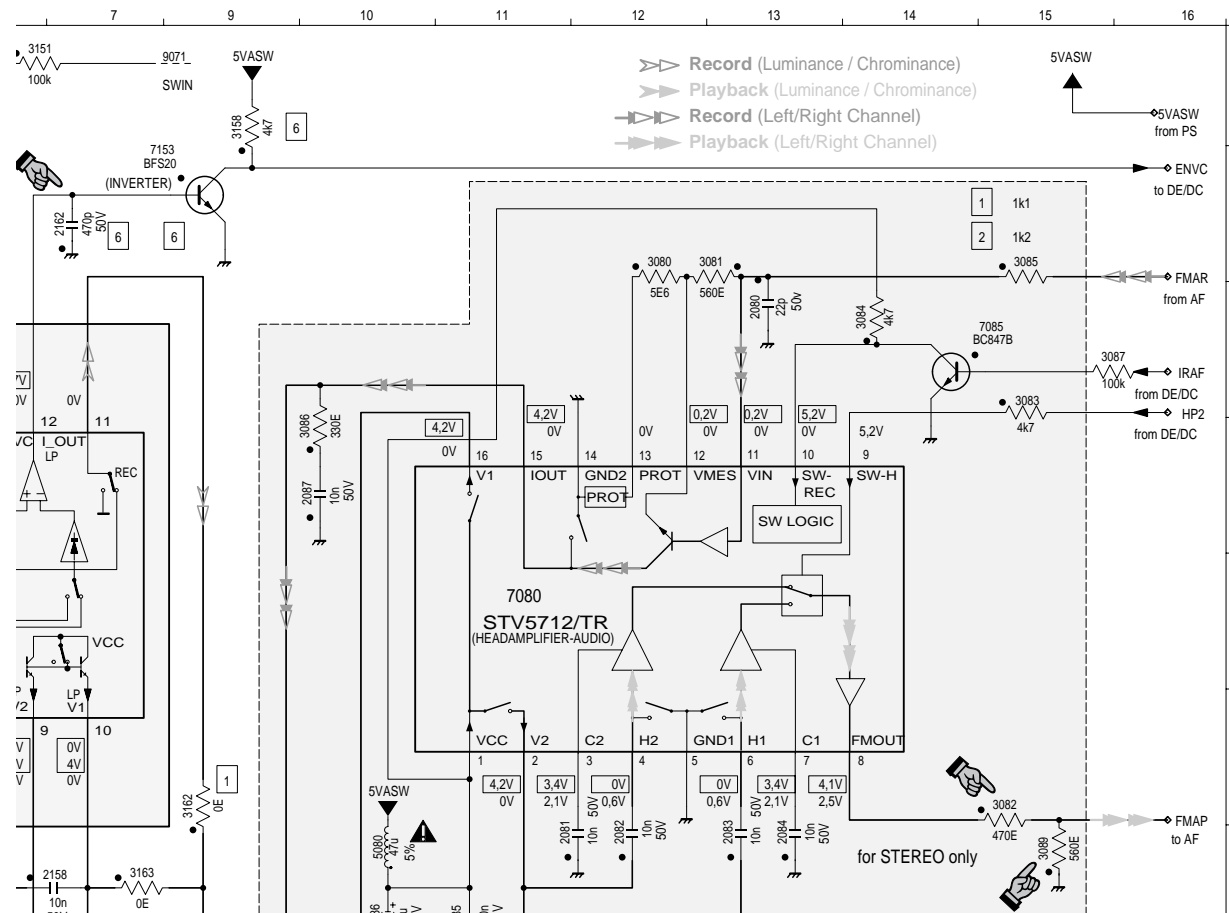 7 8 9 10 11 12 13 14 15 16
3151
100k
9071
SWIN
5VASW
3158
4k7
6
Record (Luminance / Chrominance)
Playback (Luminance / Chrominance)
Record (Left/Right Channel)
Playback (Left/Right Channel)
5VASW
5VASW
from PS
7153
BFS20
(INVERTER)
ENVC
to DE/DC
2162
470p
50V
6
6
1 1k1
2 1k2
3080
5E6
3081
560E
2080
22p
50v
3085
FMAR
from AF
3084
4k7
7085
BC847B
3087
100k
IRAF
from DE/DC
3083
4k7
HP2
from DE/DC
0V
0V
12 11
I_OUT
LP
REC
3086
330E
2087
10n
50V
4,2V
0V
4,2V
0V
0V
0,2V
0V
0,2V
0V
5,2V
0V
5,2V
16 15 14 13 12 11 10 9
V1 IOUT GND2 PROT VMES VIN SW-REC SW-H
PROT
SW LOGIC
7080
STV5712/TR
(HEADAMPLIFIER-AUDIO)
VCC
LP
V2 V1
9 10
0V
4V
0V
VCC V2 C2 H2 GND1 H1 C1 FMOUT
1 2 3 4 5 6 7 8
4,2V
0V
3,4V
2,1V
0V
0,6V
0V
0,6V
3,4V
2,1V
4,1V
2,5V
3162
0E
1
5VASW
5080
47u
5%
2081
10n
50V
2082
10n
50V
2083
10n
50V
2084
10n
50V
for STEREO only
3082
470E
3089
560E
FMAP
to AF
2158
10n
3163
0E